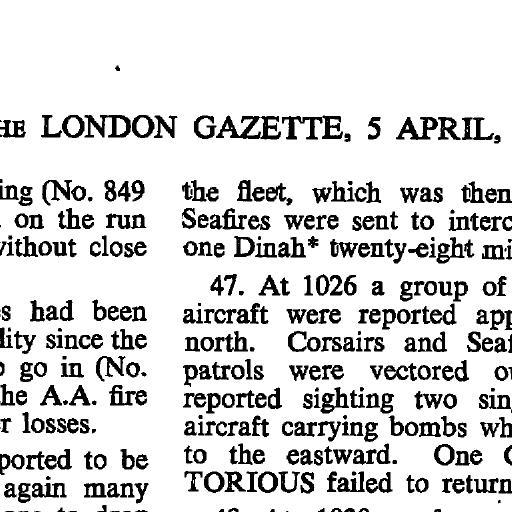 HE LONDON GAZETTE, 5 APRIL,
ing (No. 849
on the run
without close
s had been
lity since the
go in (No.
he A.A. fire
r losses.
ported to be
again many
the fleet, which was then
Seafires were sent to interc
one Dinah* twenty-eight mi
47. At 1026 a group of
aircraft were reported app
north. Corsairs and Seaf
patrols were vectored
reported sighting two sin
aircraft carrying bombs wh
to the eastward. One
TORIOUS failed to return